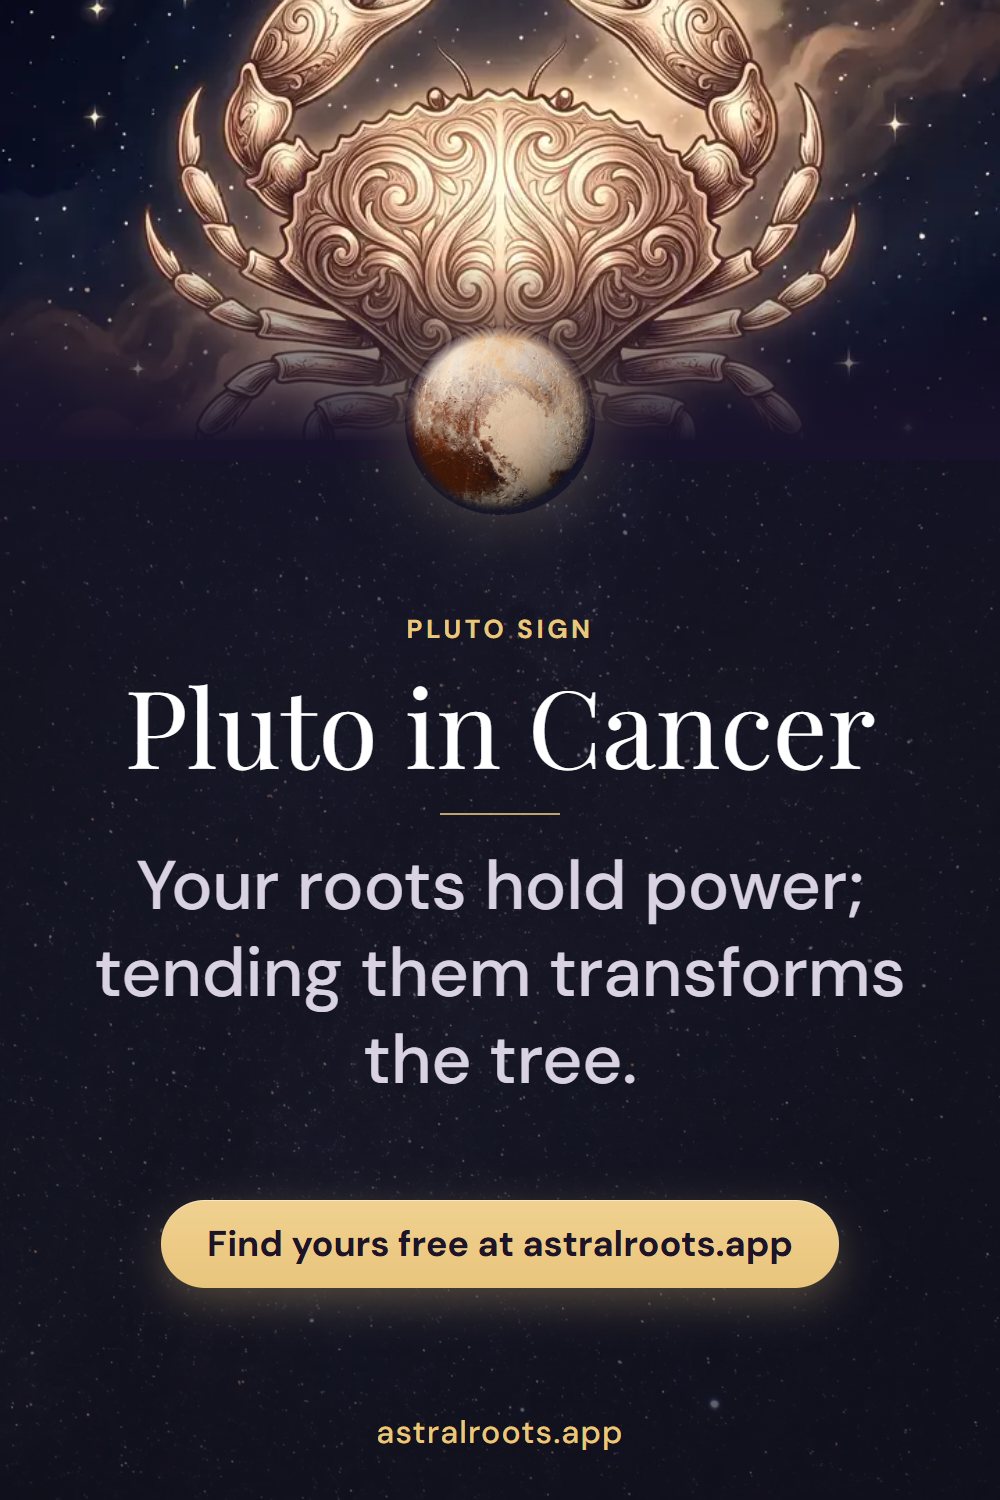 PLUTO SIGN
Pluto in Cancer
Your roots hold power;
tending them transforms
the tree.
Find yours free at astralroots.app
astralroots.app